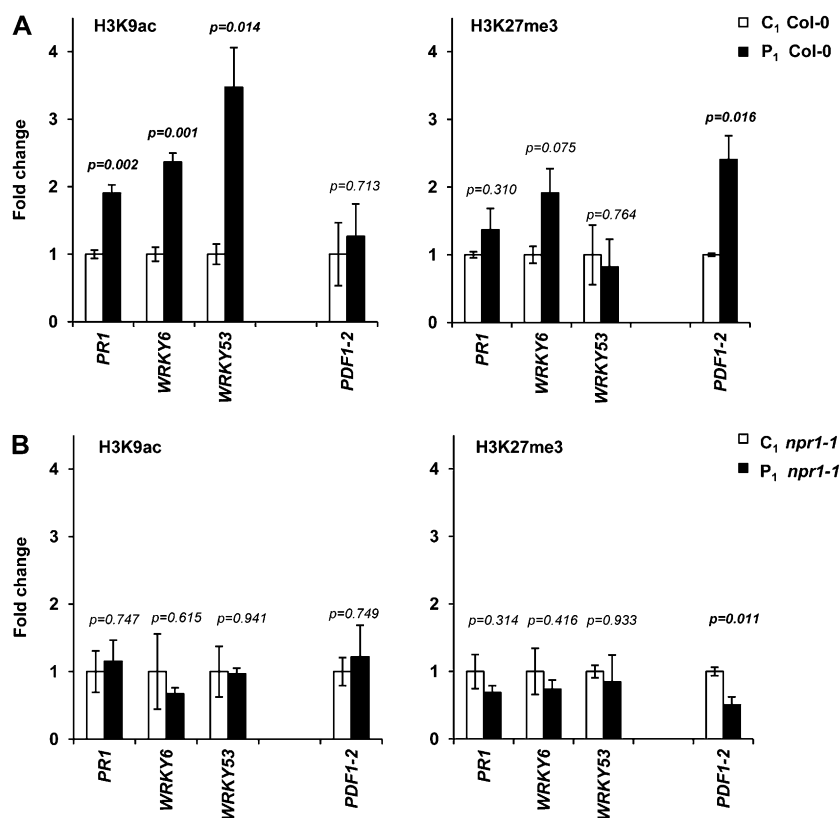 A
H3K9ac
H3K27me3
C1 Col-0
P1 Col-0
Fold change
4
3
2
1
0
p=0.002
p=0.001
p=0.014
p=0.713
PR1
WRKY6
WRKY53
PDF1-2
4
3
2
1
0
p=0.310
p=0.075
p=0.764
p=0.016
PR1
WRKY6
WRKY53
PDF1-2
B
H3K9ac
H3K27me3
C1 npr1-1
P1 npr1-1
Fold change
4
3
2
1
0
p=0.747
p=0.615
p=0.941
p=0.749
PR1
WRKY6
WRKY53
PDF1-2
4
3
2
1
0
p=0.314
p=0.416
p=0.933
p=0.011
PR1
WRKY6
WRKY53
PDF1-2